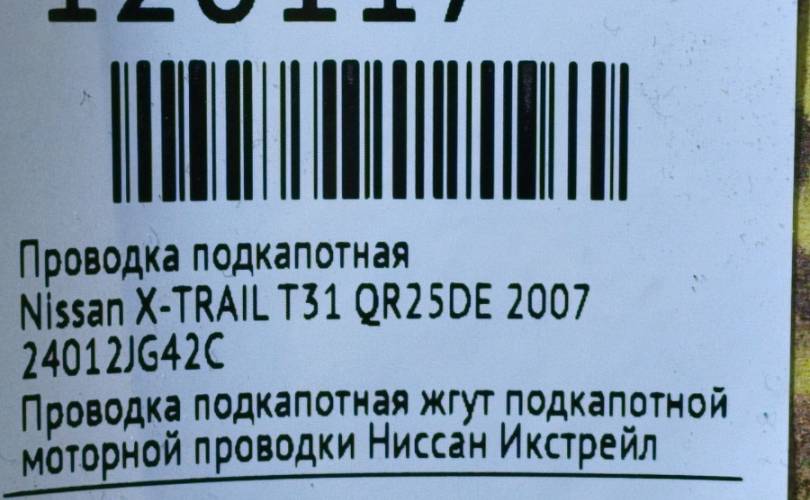 Проводка подкапотная
Nissan X-TRAIL T31 QR25DE 2007
24012JG42C
Проводка подкапотная жгут подкапотной
моторной проводки Ниссан Икстрейл